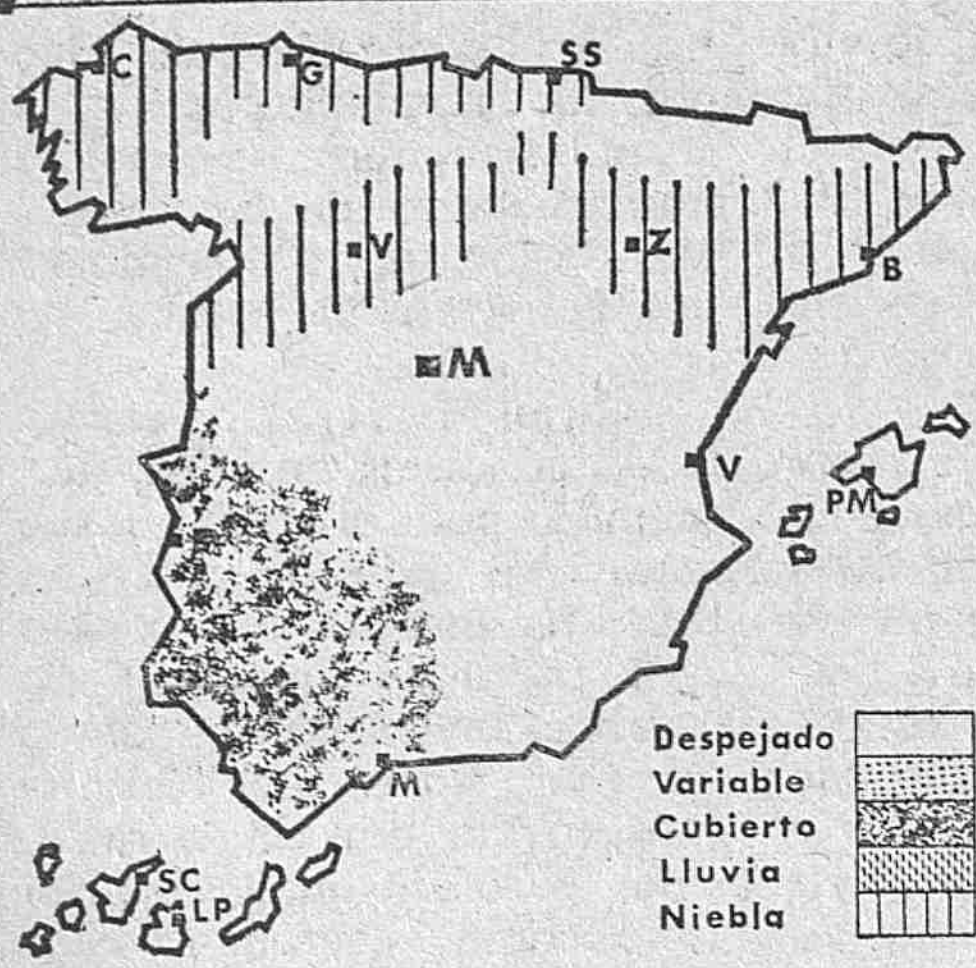 C
G
SS
V
Z
B
M
V
PM
S
M
SC
LP
Despejado
Variable
Cubierto
Lluvia
Niebla